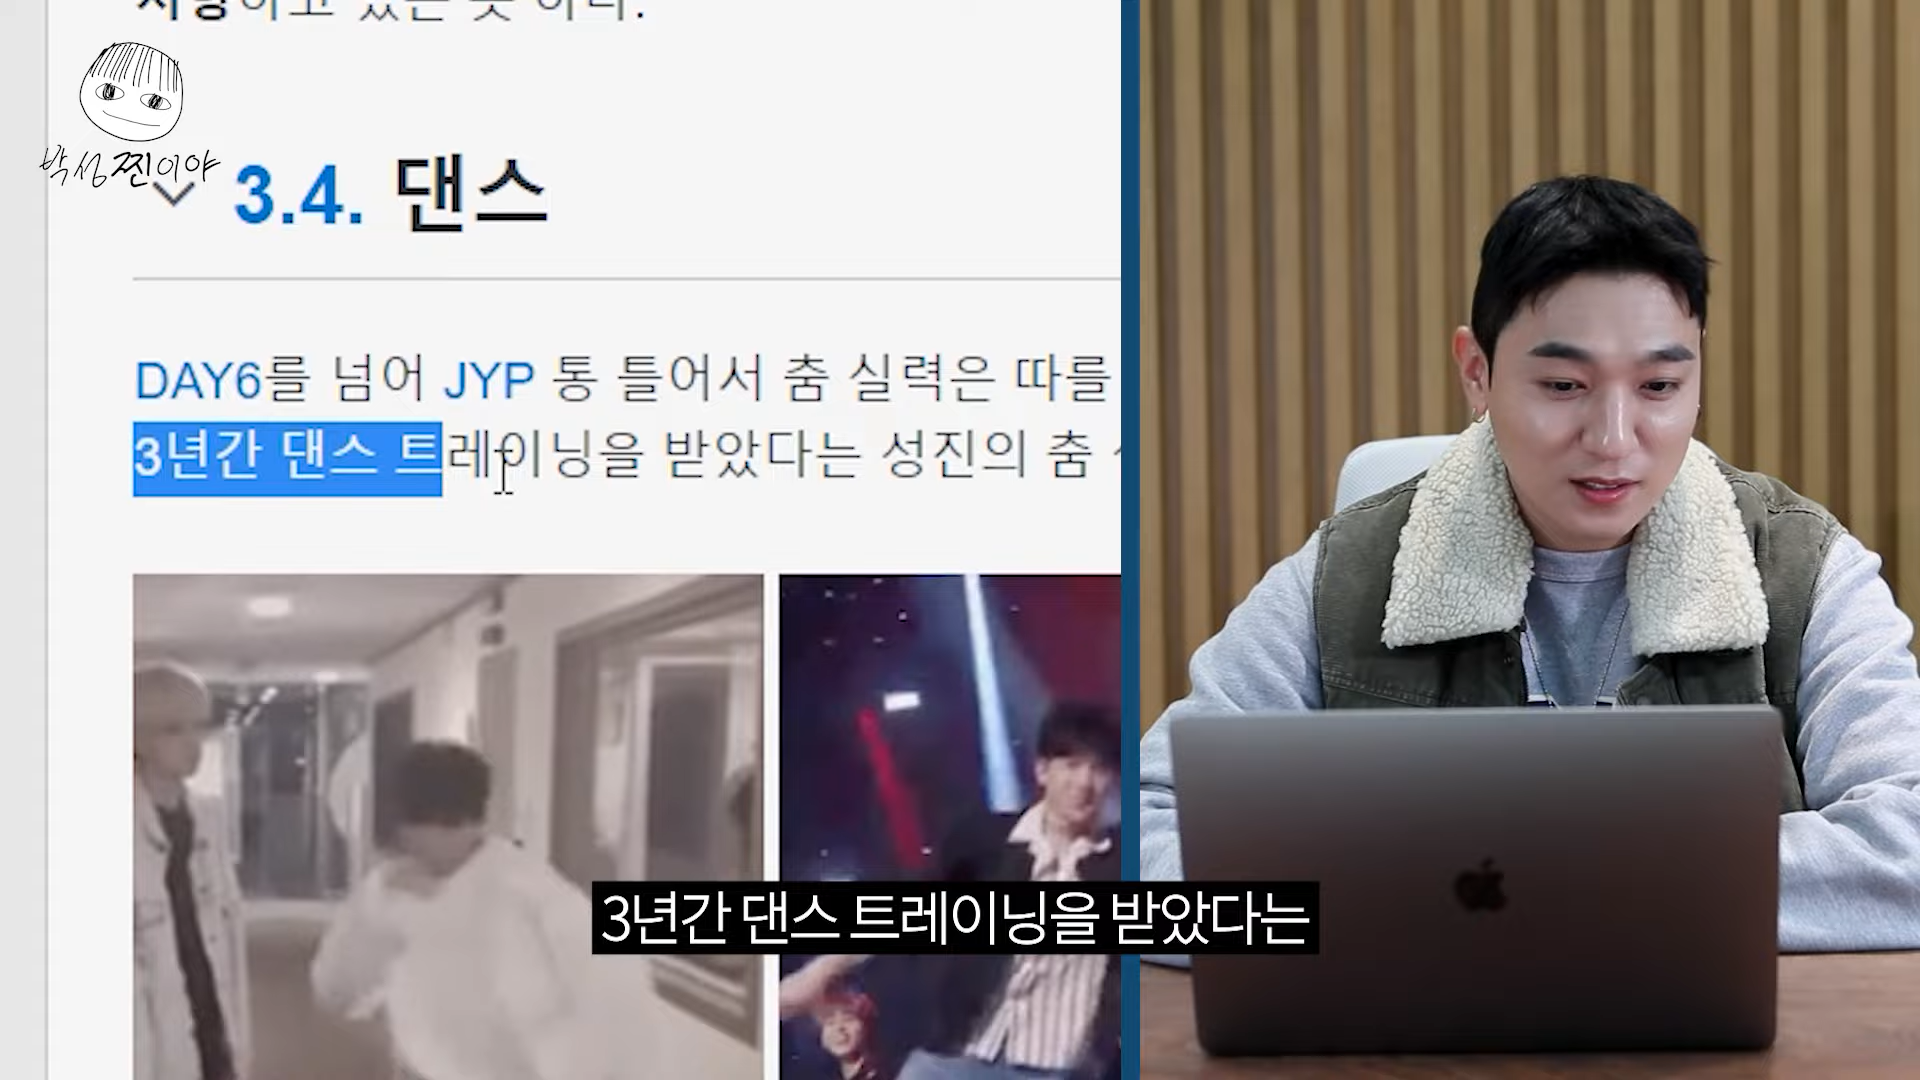 박성찐이야
3.4. 댄스
DAY6를 넘어 JYP 통 틀어서 춤 실력은 따를
3년간 댄스 트레이닝을 받았다는 성진의 춤
3년간 댄스 트레이닝을 받았다는